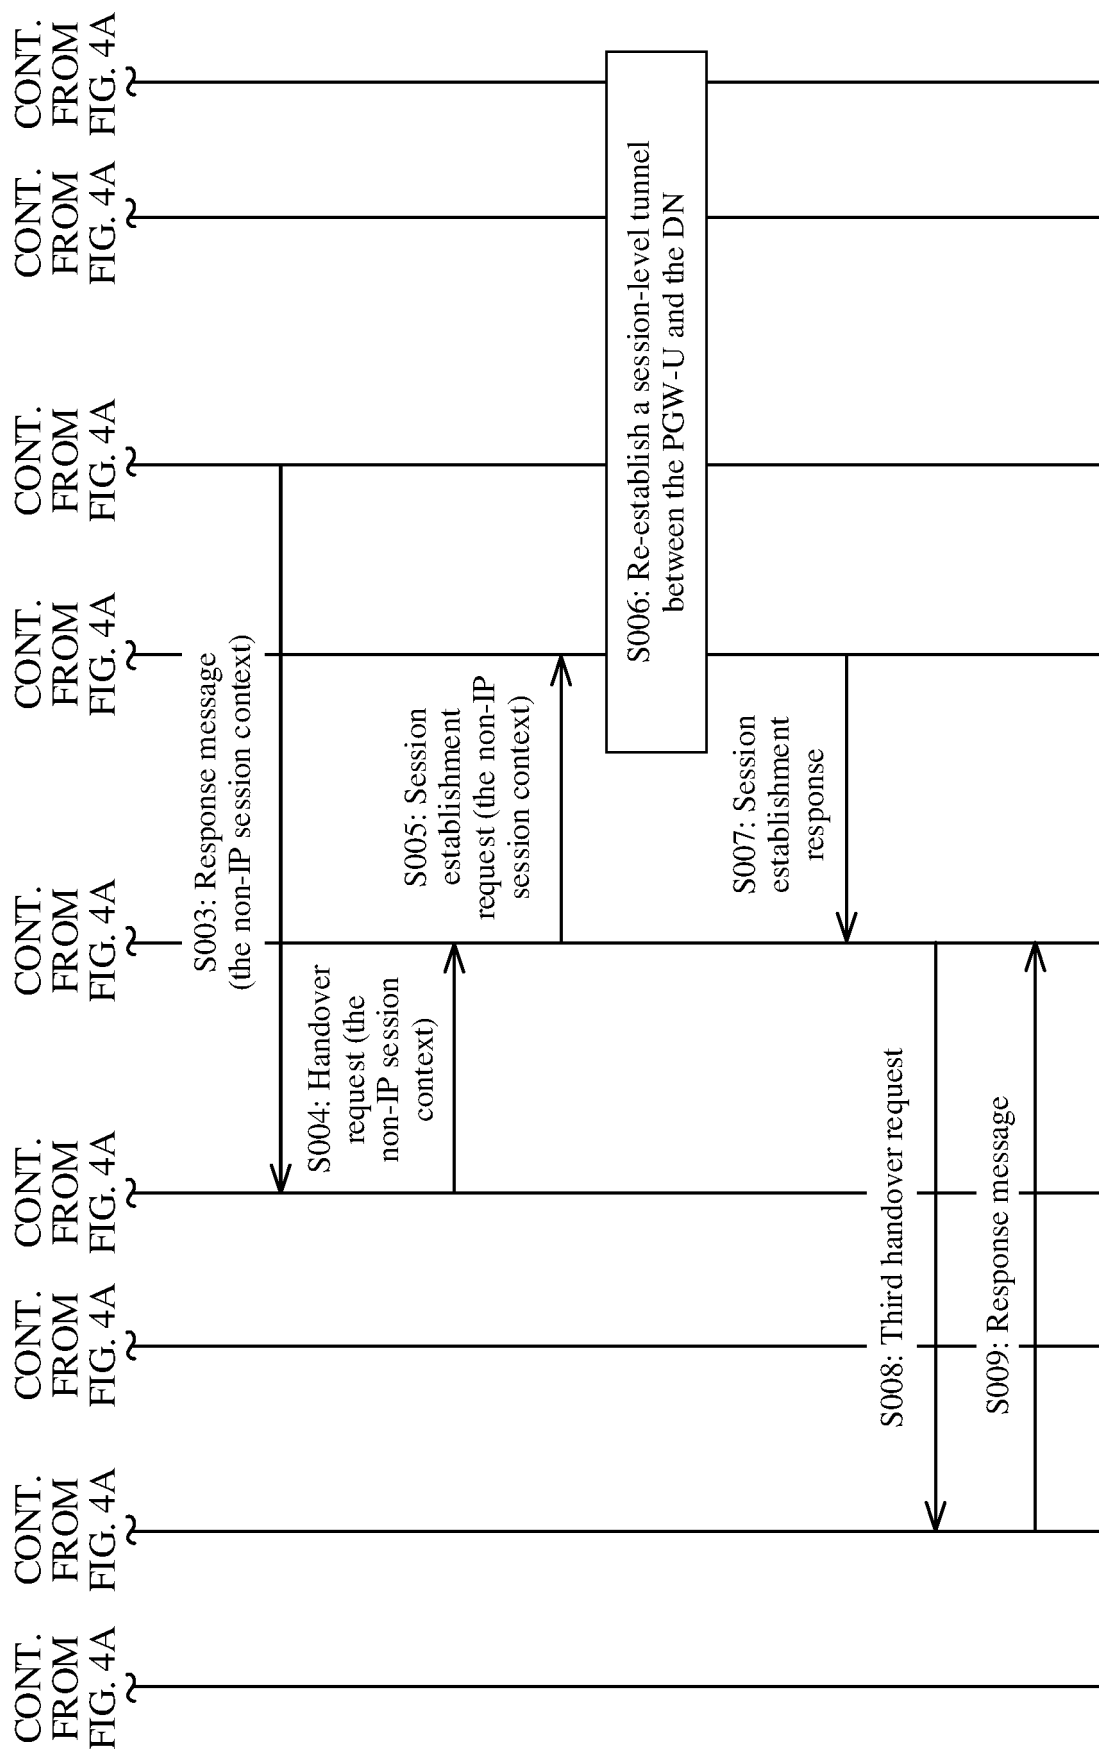 CONT.
FROM
FIG. 4A
CONT.
FROM
FIG. 4A
CONT.
FROM
FIG. 4A
CONT.
FROM
FIG. 4A
CONT.
FROM
FIG. 4A
CONT.
FROM
FIG. 4A
CONT.
FROM
FIG. 4A
CONT.
FROM
FIG. 4A
CONT.
FROM
FIG. 4A
S003: Response message
(the non-IP session context)
S004: Handover
request (the
non-IP session
context)
S005: Session
establishment
request (the non-IP
session context)
S006: Re-establish a session-level tunnel
between the PGW-U and the DN
S007: Session
establishment
response
S008: Third handover request
S009: Response message